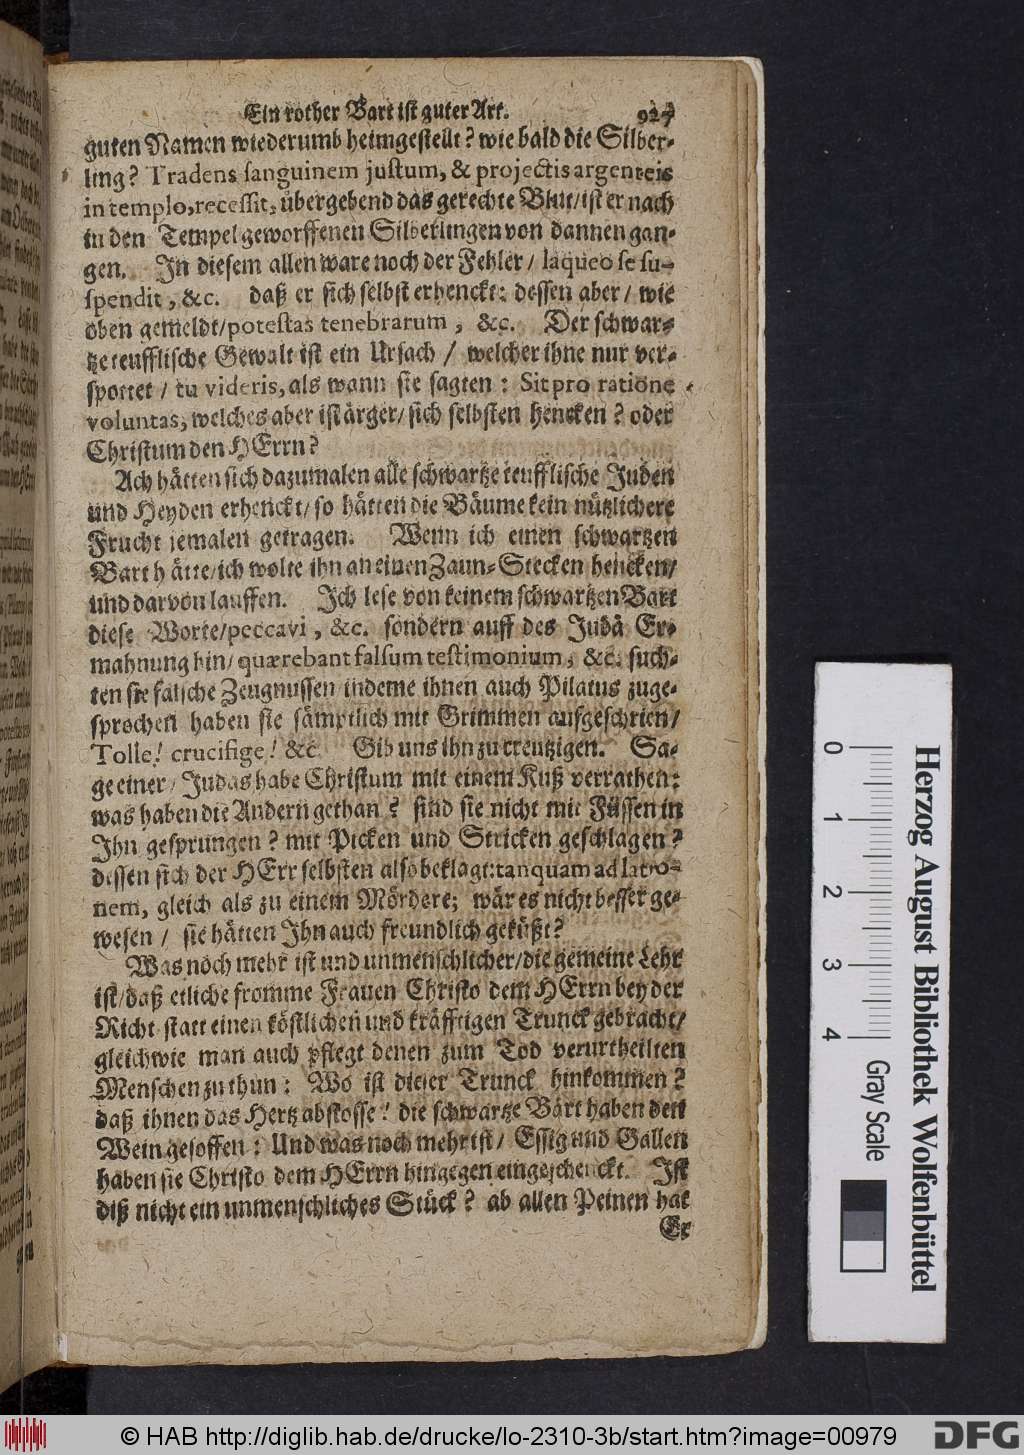 Ein rother Bart ist guter Art. 927
guten Namen wiederumb heimgestellt? wie bald die Silber-
ling? Tradens sanguinem justum, & projectis argenteis
in templo, recessit, übergebend das gerechte Blut/ ist er nach
in den Tempel geworffenen Silberlingen von dannen gan-
gen. In diesem allen ware noch der Fehler/ laqueo se su-
spendit, &c. daß er sich selbst erhenckt: dessen aber/ wie
oben gemeldt/ potestas tenebrarum, &c. Der schwar-
tze teufflische Gewalt ist ein Ursach/ welcher ihne nur ver-
spottet/ tu videris, als wann sie sagten: Sit pro ratione
voluntas, welches aber ist ärger/ sich selbsten hencken? oder
Christum den HErrn?
Ach hätten sich dazumalen alle schwartze teufflische Juden
und Heyden erhenckt/ so hätten die Bäume kein nützlichere
Frucht jemalen getragen. Wenn ich einen schwartzen
Bart hätte/ ich wolte ihn an einen Zaun-Stecken hencken/
und darvon lauffen. Ich lese von keinem schwartzen Bart
diese Worte/ peccavi, &c. sondern auff des Judä Er-
mahnung hin/ quærebant falsum testimonium, &c. such-
ten sie falsche Zeugnussen indeme ihnen auch Pilatus zuge-
sprochen haben sie sämptlich mit Grimmen aufgeschrien/
Tolle! crucifige! &c. Gib uns ihn zu creutzigen. Sa-
ge einer/ Judas habe Christum mit einem Kuß verrathen:
was haben die Andern gethan? sind sie nicht mit Füssen in
Ihn gesprungen? mit Picken und Stricken geschlagen?
dessen sich der HErr selbsten also beklagt: tanquam ad latro-
nem, gleich als zu einem Mördere; wär es nicht besser ge-
wesen/ sie hätten Ihn auch freundlich geküßt?
Was noch mehr ist und unmenschlicher/ die gemeine Lehr
ist/ daß etliche fromme Frauen Christo dem HErrn bey der
Richt-statt einen köstlichen und kräfftigen Trunck gebracht/
gleichwie man auch pflegt denen zum Tod verurtheilten
Menschen zu thun: Wo ist dieser Trunck hinkommen?
daß ihnen das Hertz abstosse! die schwartze Bärt haben den
Wein gesoffen: Und was noch mehr ist/ Essig und Gallen
haben sie Christo dem HErrn hingegen eingeschenckt. Ist
diß nicht ein unmenschliches Stück? ab allen Peinen hat
Er
0 1 2 3 4
Gray Scale
Herzog August Bibliothek Wolfenbüttel
© HAB http://diglib.hab.de/drucke/lo-2310-3b/start.htm?image=00979
DFG